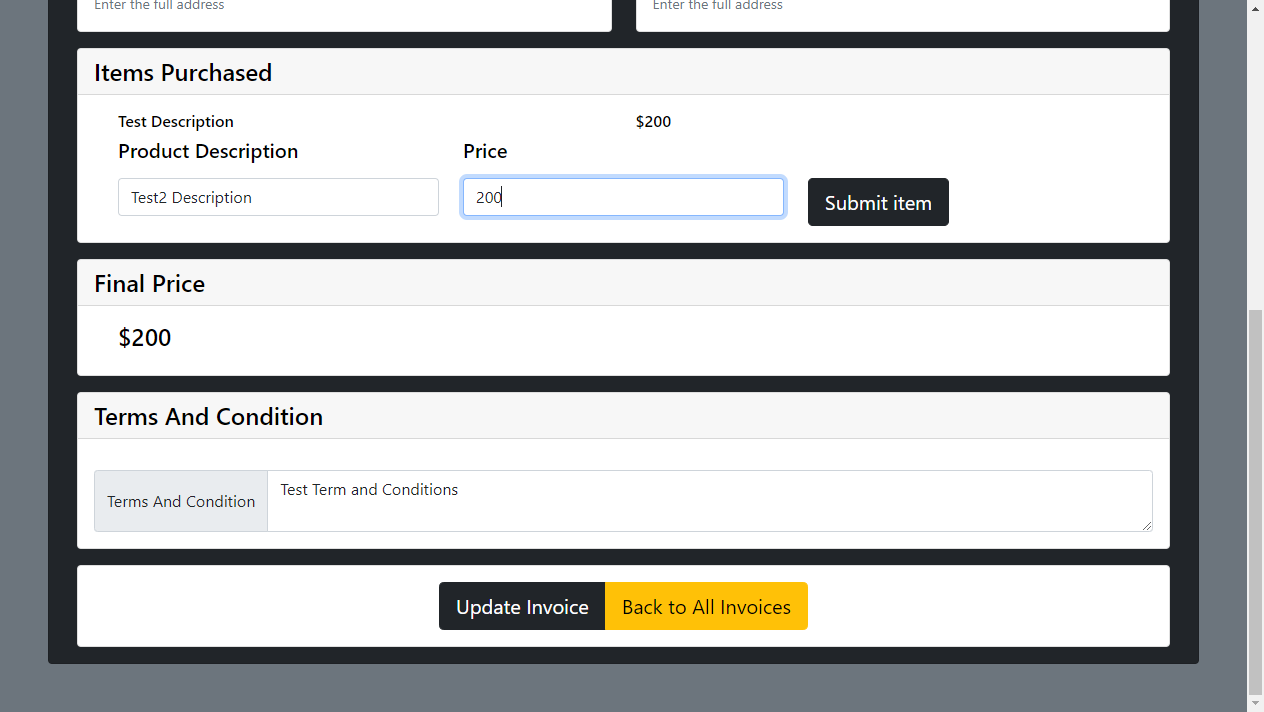 Enter the full address Enter the full address
Items Purchased
Test Description $200
Product Description Price
Test2 Description 200 Submit item
Final Price
$200
Terms And Condition
Terms And Condition Test Term and Conditions
Update Invoice Back to All Invoices